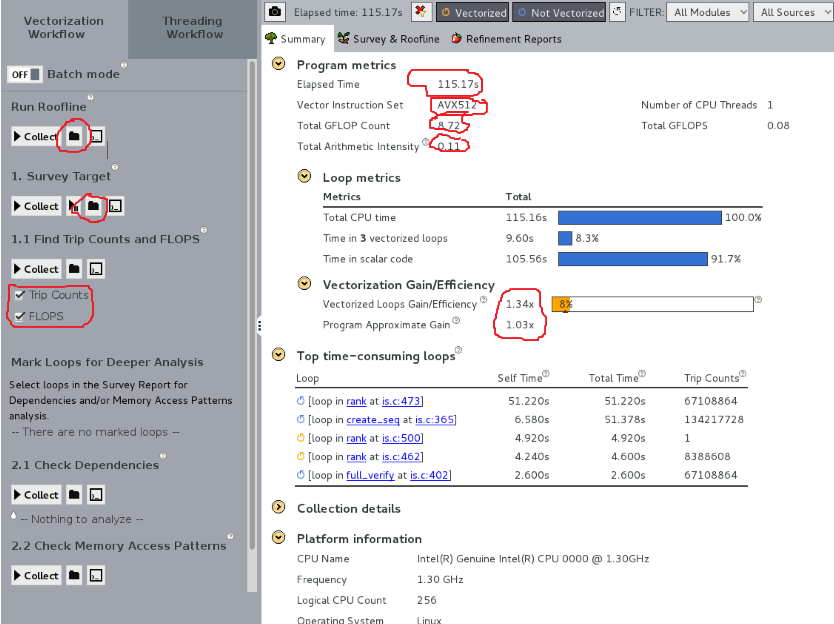 Vectorization Workflow
Threading Workflow
OFF Batch mode
Run Roofline
Collect
1. Survey Target
Collect
1.1 Find Trip Counts and FLOPS
Collect
Trip Counts
FLOPS
Mark Loops for Deeper Analysis
Select loops in the Survey Report for
Dependencies and/or Memory Access Patterns
analysis.
-- There are no marked loops --
2.1 Check Dependencies
Collect
-- Nothing to analyze --
2.2 Check Memory Access Patterns
Collect
Elapsed time: 115.17s Vectorized Not Vectorized FILTER: All Modules All Sources
Summary Survey & Roofline Refinement Reports
Program metrics
Elapsed Time 115.17s
Vector Instruction Set AVX512 Number of CPU Threads 1
Total GFLOP Count 8.72 Total GFLOPS 0.08
Total Arithmetic Intensity 0.11
Loop metrics
Metrics Total
Total CPU time 115.16s 100.0%
Time in 3 vectorized loops 9.60s 8.3%
Time in scalar code 105.56s 91.7%
Vectorization Gain/Efficiency
Vectorized Loops Gain/Efficiency 1.34x 8%
Program Approximate Gain 1.03x
Top time-consuming loops
Loop Self Time Total Time Trip Counts
[loop in rank at is.c:473] 51.220s 51.220s 67108864
[loop in create_seq at is.c:365] 6.580s 51.378s 134217728
[loop in rank at is.c:500] 4.920s 4.920s 1
[loop in rank at is.c:462] 4.240s 4.600s 8388608
[loop in full_verify at is.c:402] 2.600s 2.600s 67108864
Collection details
Platform information
CPU Name Intel(R) Genuine Intel(R) CPU 0000 @ 1.30GHz
Frequency 1.30 GHz
Logical CPU Count 256
Operating System Linux